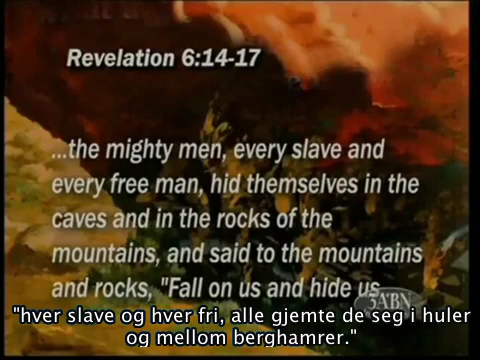 Revelation 6:14-17
...the mighty men, every slave and
every free man, hid themselves in the
caves and in the rocks of the
mountains, and said to the mountains
and rocks, "Fall on us and hide us
3ABN
"hver slave og hver fri, alle gjemte de seg i huler
og mellom berghamrer."